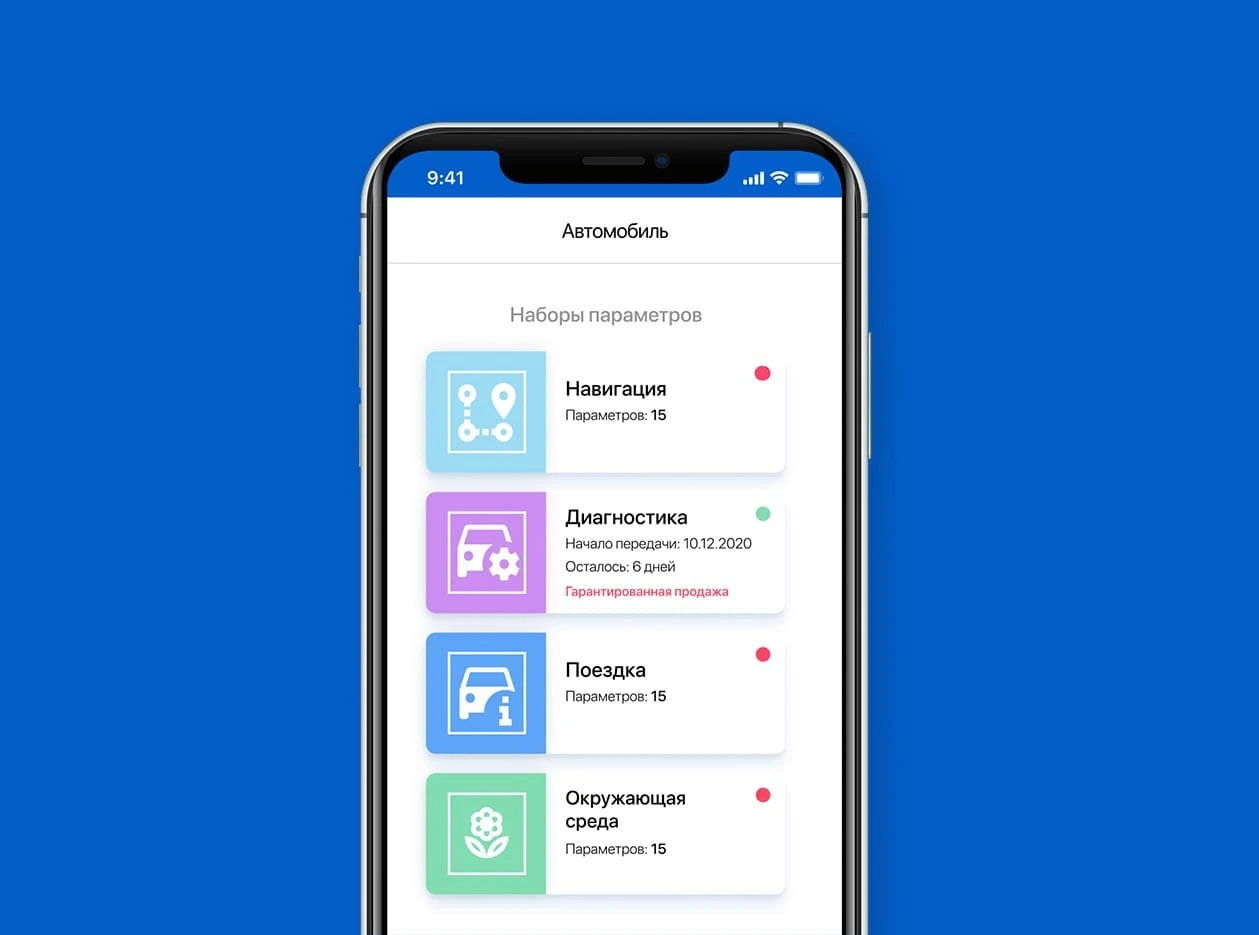 9:41
Автомобиль
Наборы параметров
Навигация
Параметров: 15
Диагностика
Начало передачи: 10.12.2020
Осталось: 6 дней
Гарантированная продажа
Поездка
Параметров: 15
Окружающая
среда
Параметров: 15